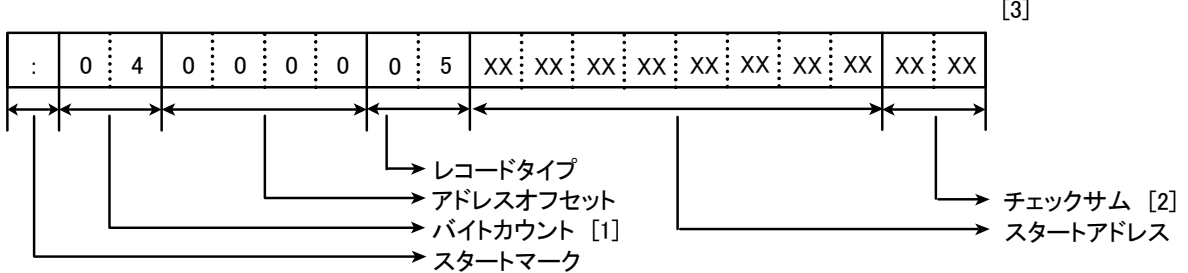 [3]
: 0 4 0 0 0 0 0 5 XX XX XX XX XX XX XX XX XX XX
レコードタイプ
アドレスオフセット
バイトカウント [1]
スタートマーク
チェックサム [2]
スタートアドレス